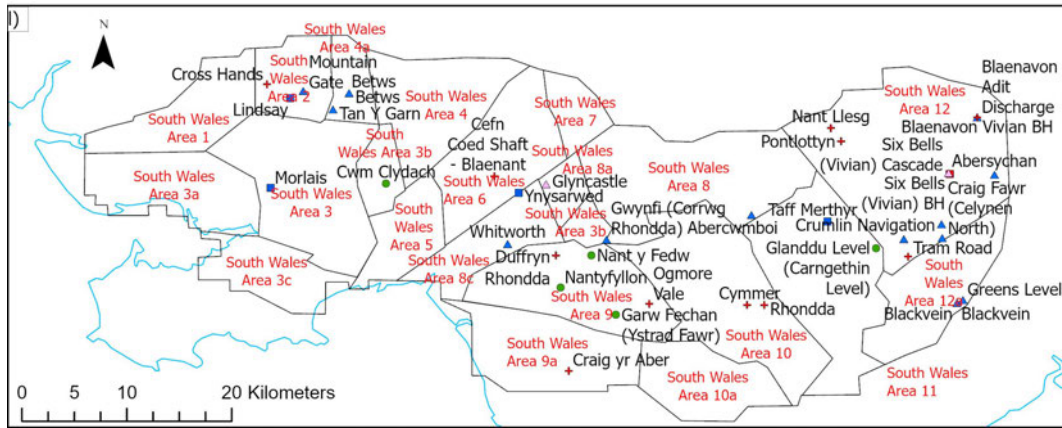 l)
N
South Wales
Area 4a
South
Wales
Area 2
Mountain
Gate
Cross Hands
Lindsay
Betws
Betws
Tan Y Garn
South Wales
Area 4
South Wales
Area 1
South
Wales Area 3b
South Wales
Area 3a
Morlais
South Wales
Area 3
Cwm Clydach
South Wales
Area 3c
Cefn
Coed Shaft
- Blaenant
South Wales
Area 6
South
Wales
Area 5
South Wales
Area 7
South Wales
Area 8a
Glyncastle
Ynysarwed
South Wales
Area 3b
South Wales
Area 8
Gwynfi (Corrwg
Rhondda)
Abercwmboi
Whitworth
South Wales
Area 8c
Duffryn
Rhondda
Nant y Fedw
Nantyfyllon
South Wales
Area 9
Ogmore
Vale
Garw Fechan
(Ystrad Fawr)
South Wales
Area 9a
Craig yr Aber
Cymmer
Rhondda
South Wales
Area 10
South Wales
Area 10a
South Wales
Area 11
South Wales
Area 12
Nant Llesg
Pontlottyn
Blaenavon
Adit
Discharge
Blaenavon Vivian BH
Six Bells
(Vivian) Cascade
Six Bells
(Vivian) BH
Abersychan
Craig Fawr
(Celynen
North)
Taff Merthyr
Crumlin Navigation
Glanddu Level
(Carngethin
Level)
Tram Road
South
Wales
Area 12a
Greens Level
Blackvein
Blackvein
0 5 10 20 Kilometers